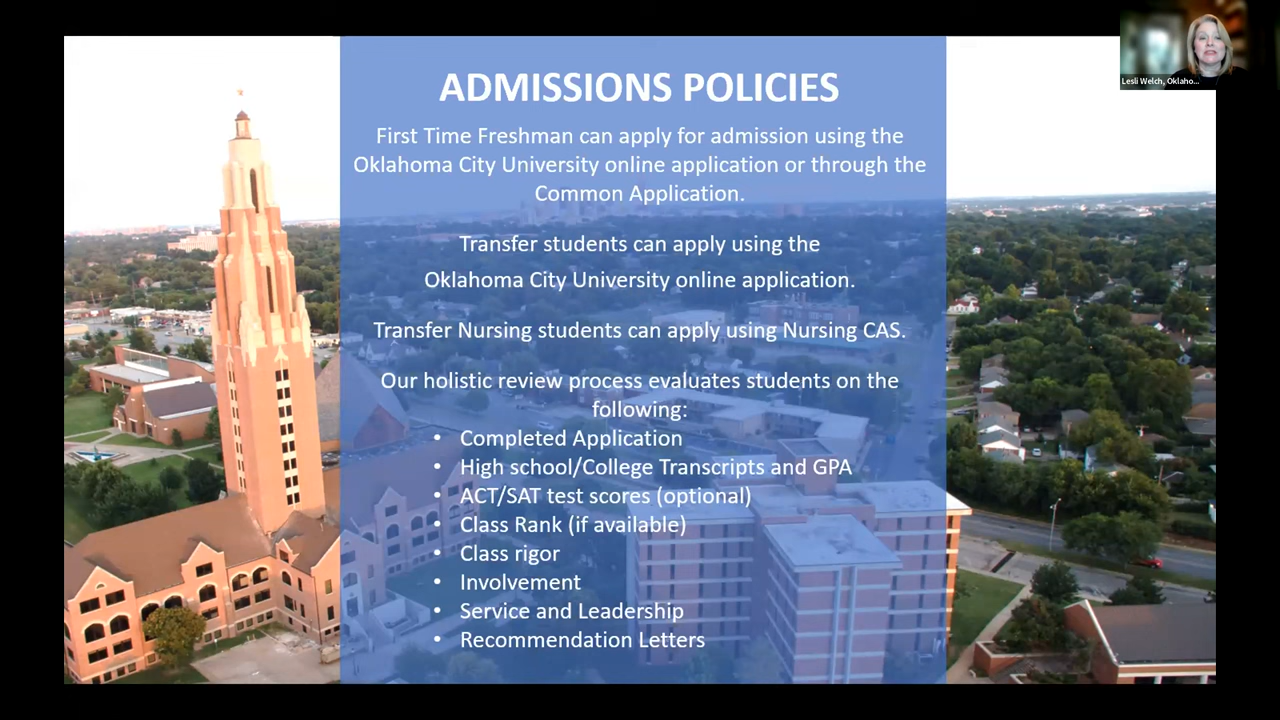 Lesli Welch, Oklaho...
ADMISSIONS POLICIES
First Time Freshman can apply for admission using the
Oklahoma City University online application or through the
Common Application.
Transfer students can apply using the
Oklahoma City University online application.
Transfer Nursing students can apply using Nursing CAS.
Our holistic review process evaluates students on the
following:
• Completed Application
• High school/College Transcripts and GPA
• ACT/SAT test scores (optional)
• Class Rank (if available)
• Class rigor
• Involvement
• Service and Leadership
• Recommendation Letters